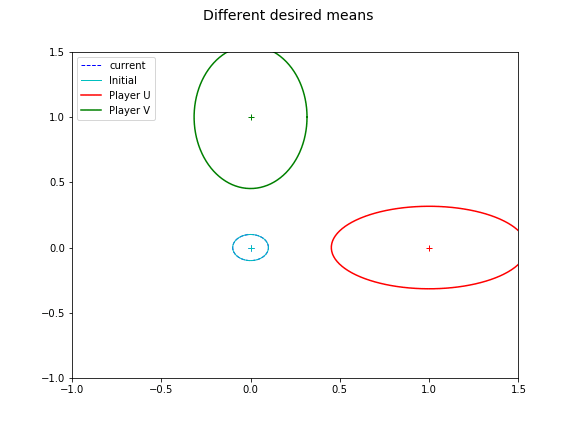 Different desired means
1.5
1.0
0.5
0.0
−0.5
−1.0
current
Initial
Player U
Player V
−1.0 −0.5 0.0 0.5 1.0 1.5